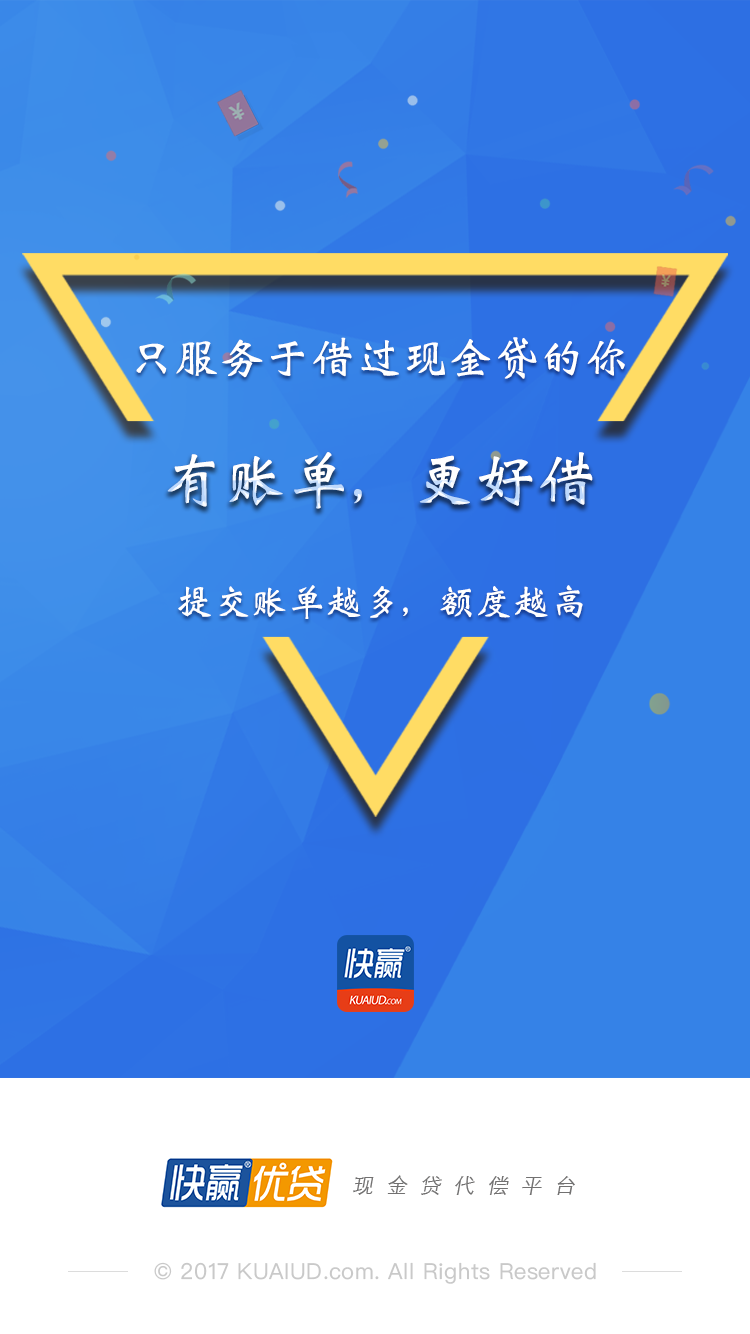 ¥
¥
只服务于借过现金贷的你
有账单，更好借
提交账单越多，额度越高
快赢®
KUAIUD.COM
快赢®优贷 现金贷代偿平台
© 2017 KUAIUD.com. All Rights Reserved